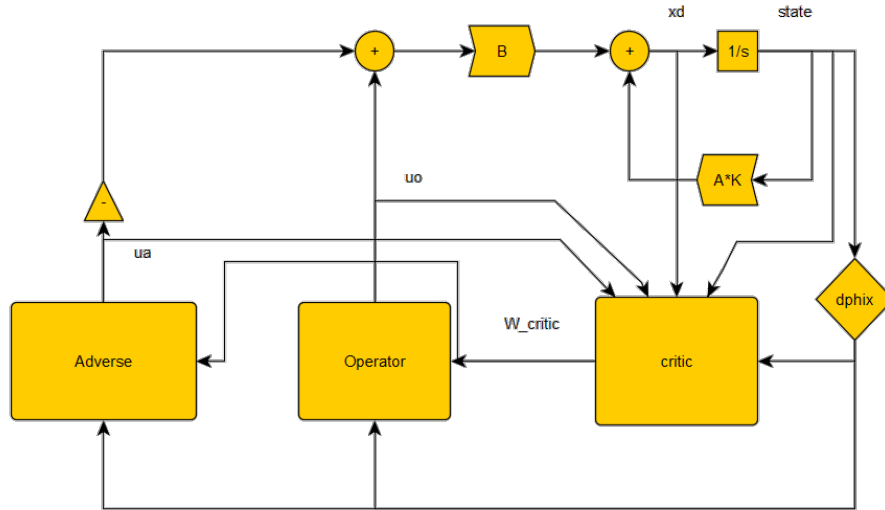 xd
state
+
B
+
1/s
A*K
-
uo
ua
dphix
W_critic
Adverse
Operator
critic